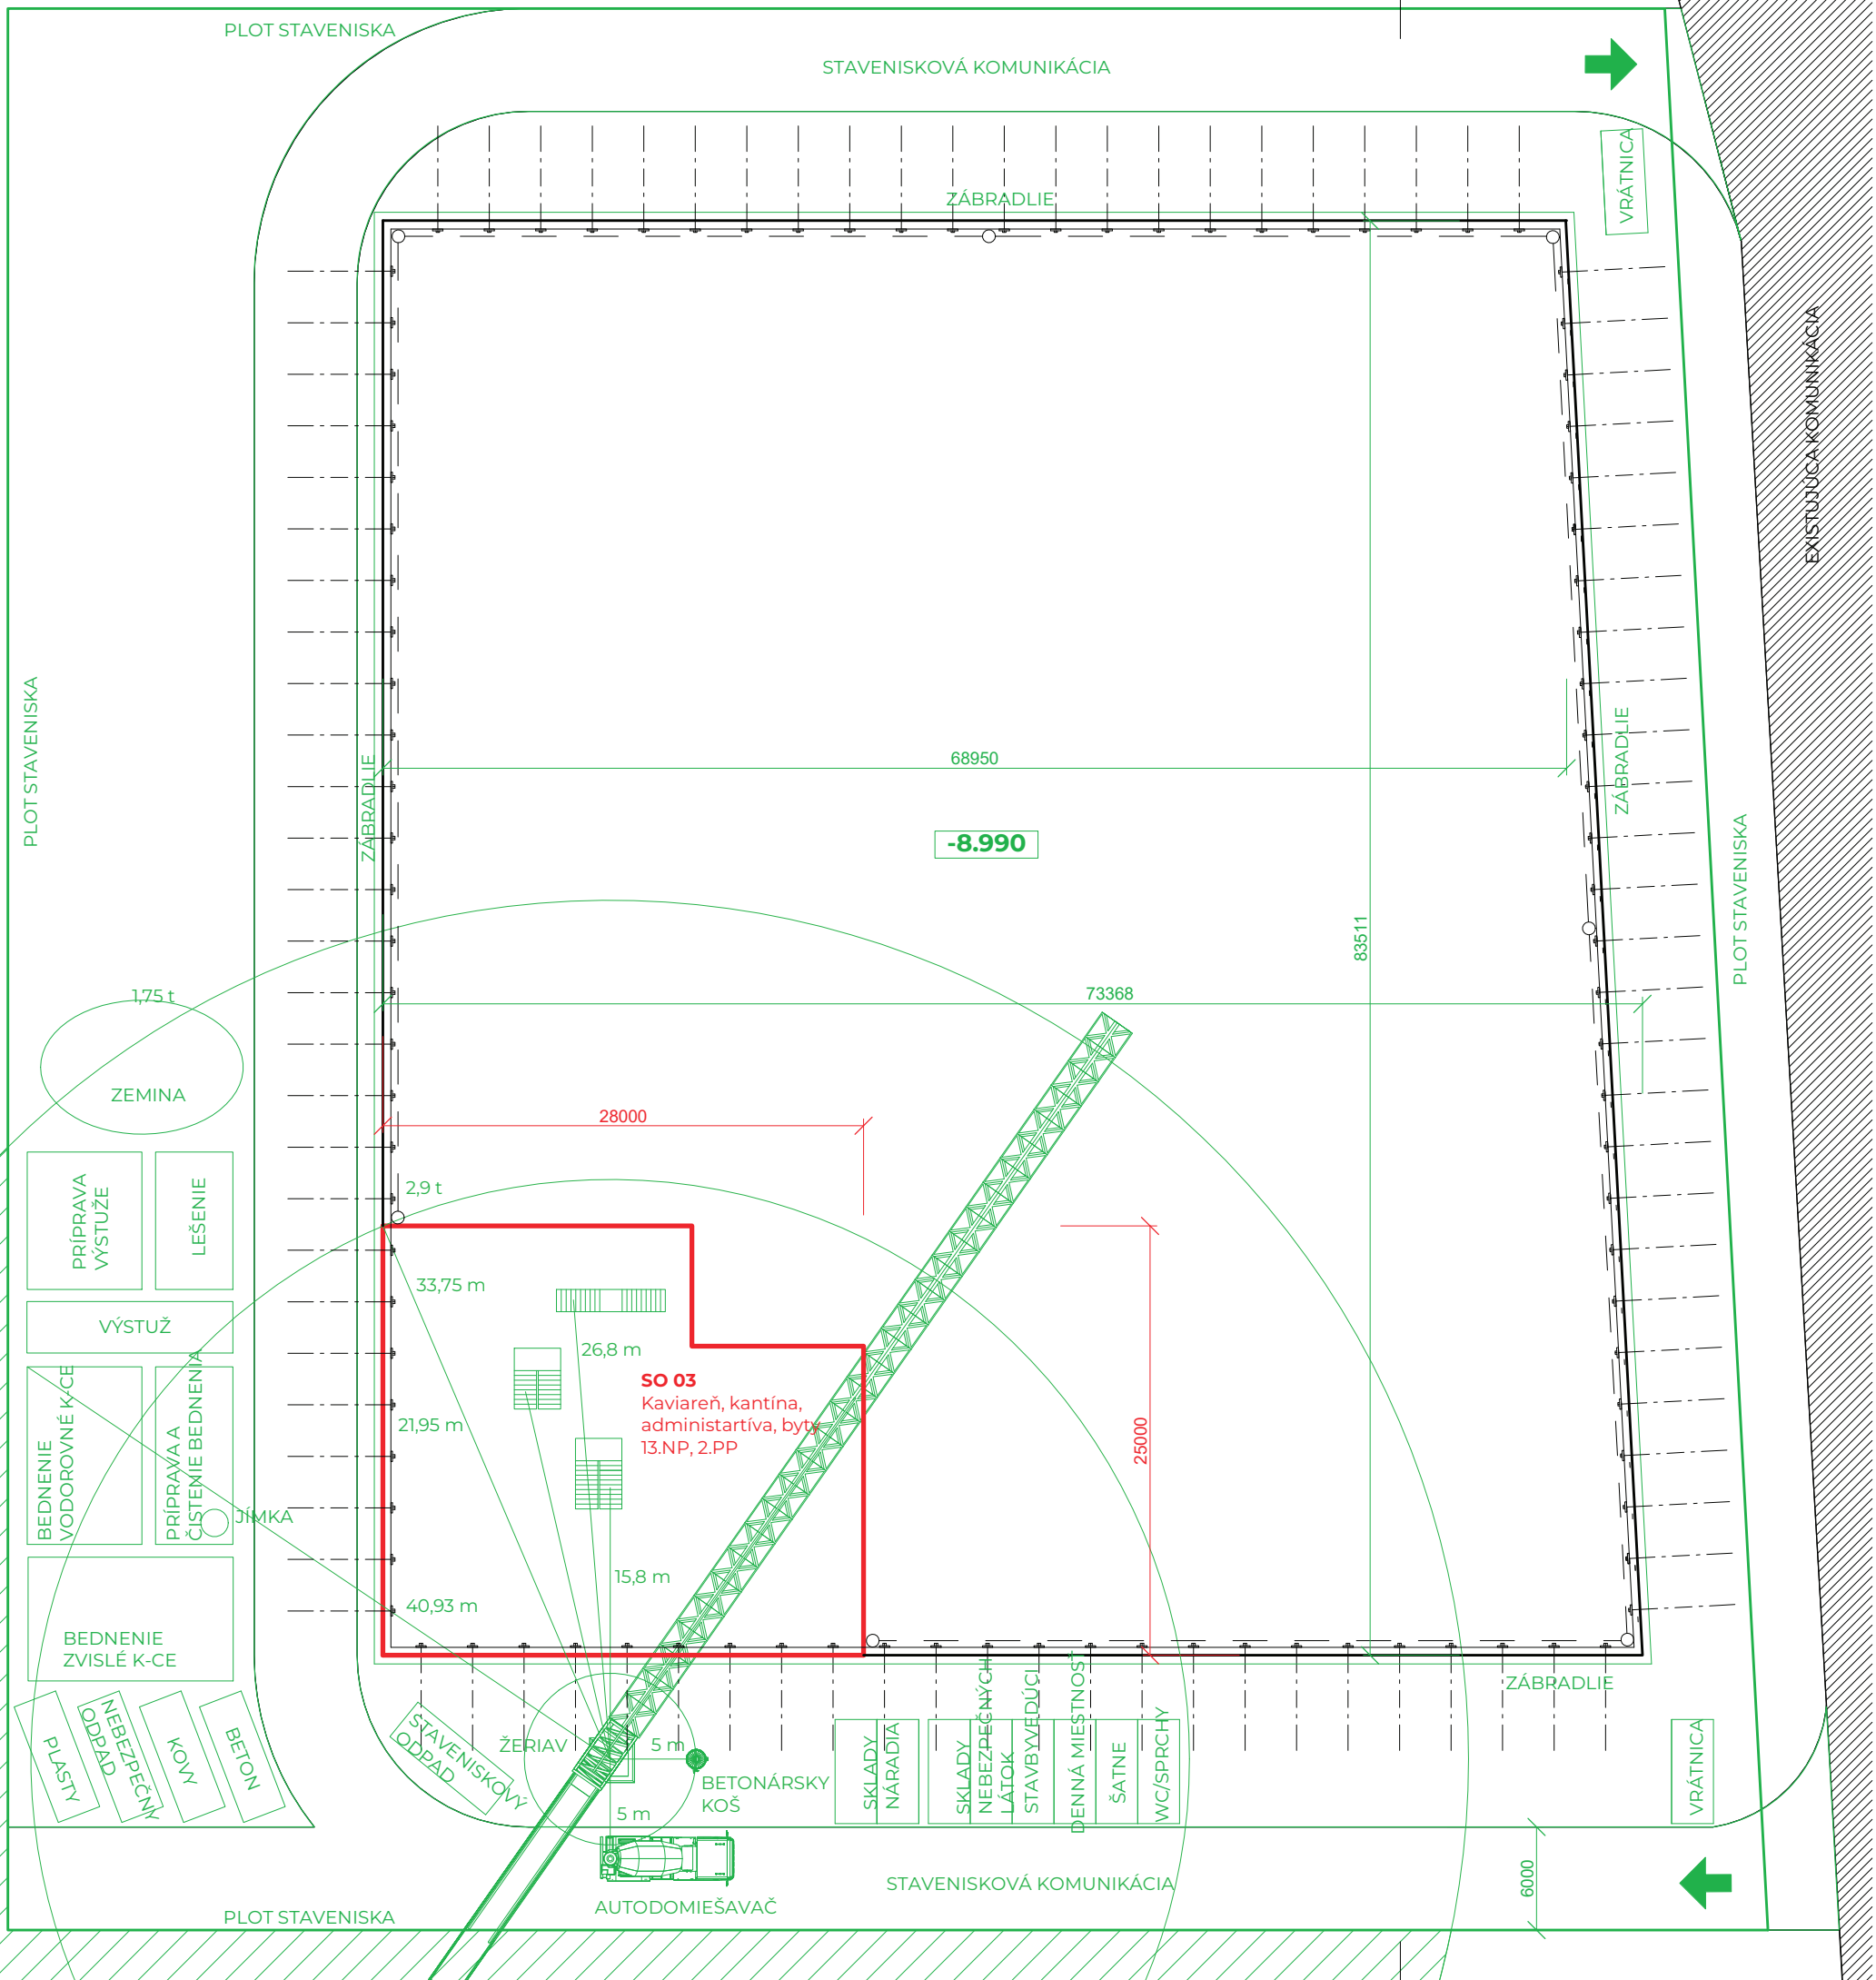 PLOT STAVENISKA
STAVENISKOVÁ KOMUNIKÁCIA
VRÁTNICA
ZÁBRADLIE
EXISTUJÚCA KOMUNIKÁCIA
PLOT STAVENISKA
ZÁBRADLIE
68950
ZÁBRADLIE
-8.990
PLOT STAVENISKA
83511
73368
1,75 t
ZEMINA
28000
2,9 t
PRÍPRAVA
VÝSTUŽE
LEŠENIE
33,75 m
VÝSTUŽ
26,8 m
SO 03
Kaviareň, kantína,
administartíva, byty
13.NP, 2.PP
21,95 m
25000
BEDNENIE
VODOROVNÉ K-CE
PRÍPRAVA A
ČISTENIE BEDNENIA
JÍMKA
15,8 m
40,93 m
BEDNENIE
ZVISLÉ K-CE
ZÁBRADLIE
PLASTY
NEBEZPEČNÝ
ODPAD
KOVY
BETON
STAVENISKOVÝ
ODPAD
ŽERIAV
5 m
BETONÁRSKY
KOŠ
5 m
SKLADY
NÁRADIA
SKLADY
NEBEZPEČNÝCH
LÁTOK
STAVBYVEDÚCI
DENNÁ MIESTNOSŤ
ŠATNE
WC/SPRCHY
VRÁTNICA
6000
STAVENISKOVÁ KOMUNIKÁCIA
AUTODOMIEŠAVAČ
PLOT STAVENISKA